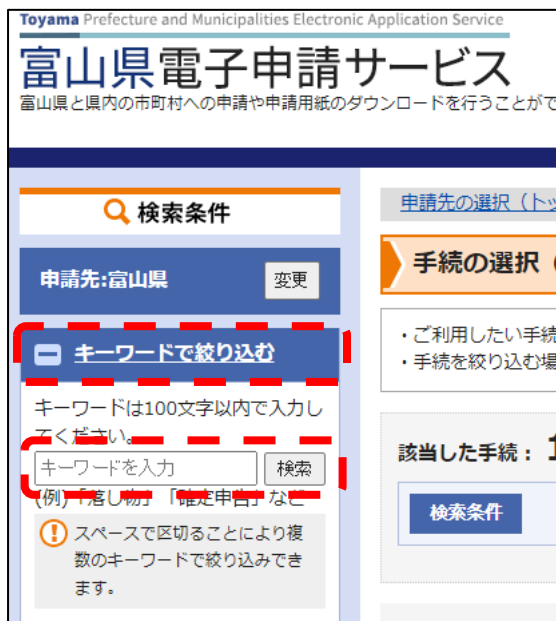 Toyama Prefecture and Municipalities Electronic Application Service
富山県電子申請サービス
富山県と県内の市町村への申請や申請用紙のダウンロードを行うことがで
検索条件
申請先:富山県
変更
キーワードで絞り込む
キーワードは100文字以内で入力し
てください。
キーワードを入力
検索
(例)「落し物」「確定申告」など
スペースで区切ることにより複
数のキーワードで絞り込みでき
ます。
申請先の選択（トッ
手続の選択（
・ご利用したい手続
・手続を絞り込む場
該当した手続： 1
検索条件